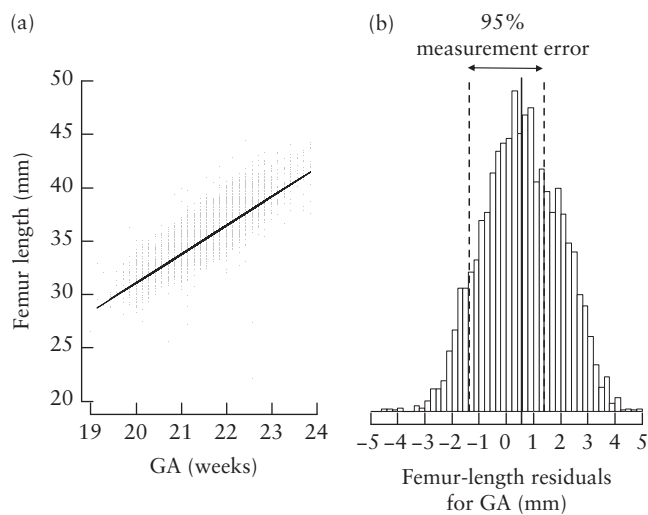 (a)
50
45
40
35
30
25
20
Femur length (mm)
19 20 21 22 23 24
GA (weeks)
(b)
95%
measurement error
−5 −4 −3 −2 −1 0 1 2 3 4 5
Femur-length residuals
for GA (mm)